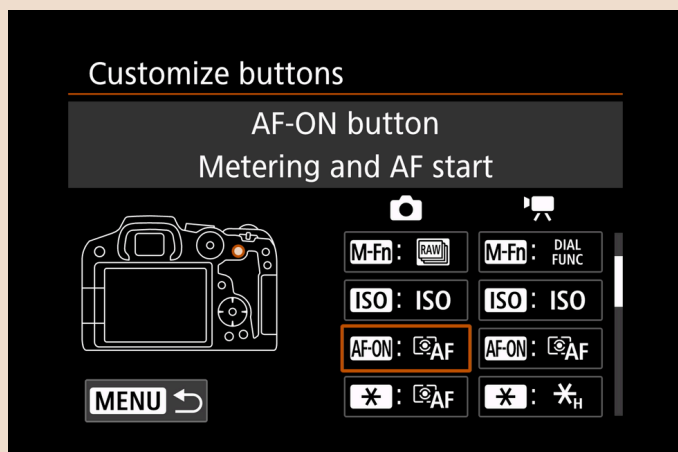 Customize buttons
AF-ON button
Metering and AF start
M-Fn: RAW M-Fn: DIAL FUNC
ISO: ISO ISO: ISO
AF-ON: AF AF-ON: AF
MENU *: AF *: *H